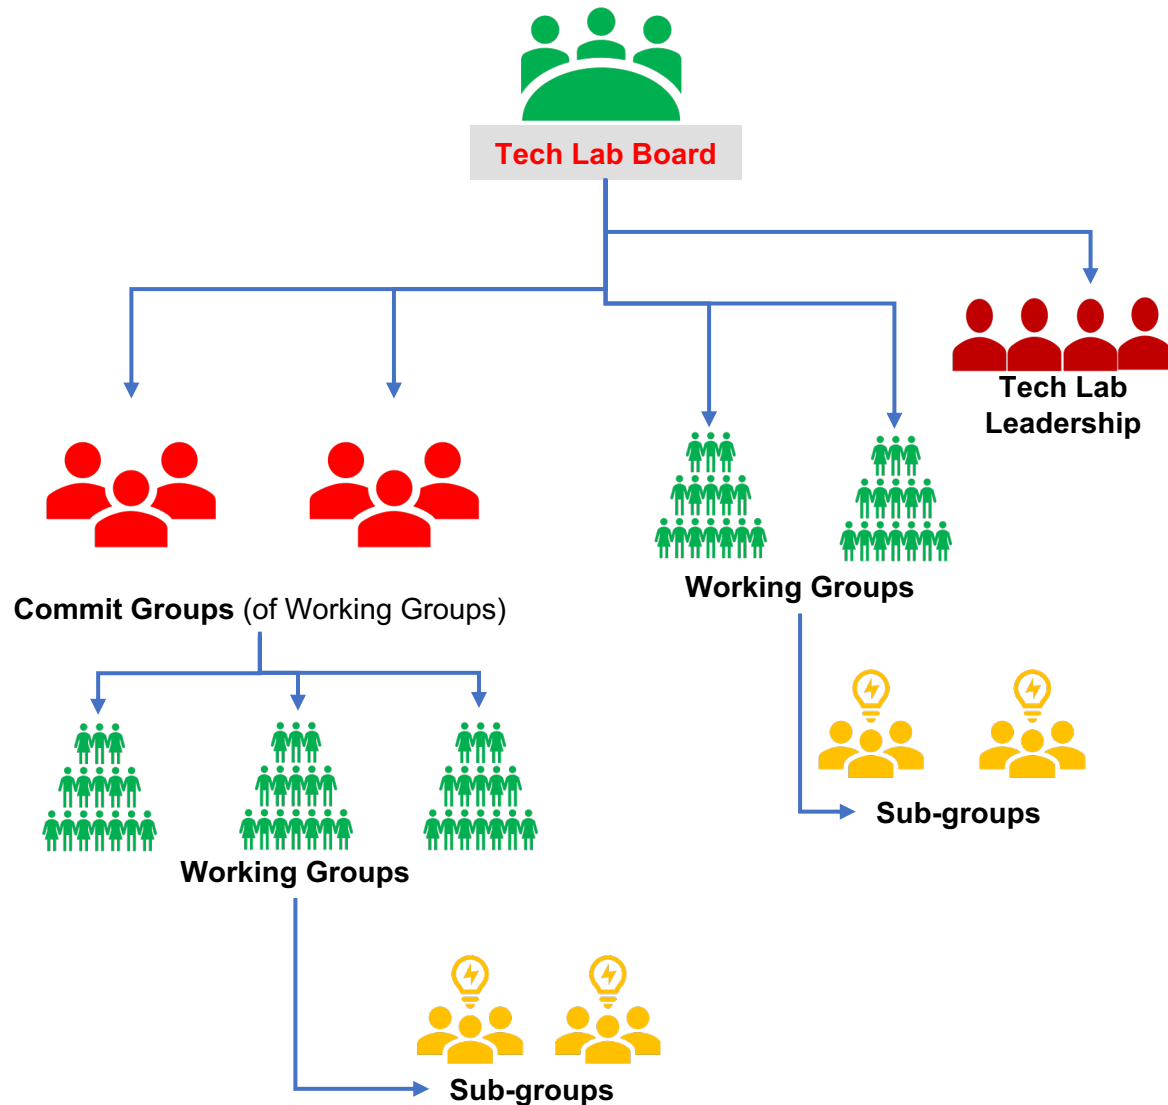 Tech Lab Board
Tech Lab
Leadership
Working Groups
Commit Groups (of Working Groups)
Sub-groups
Working Groups
Sub-groups